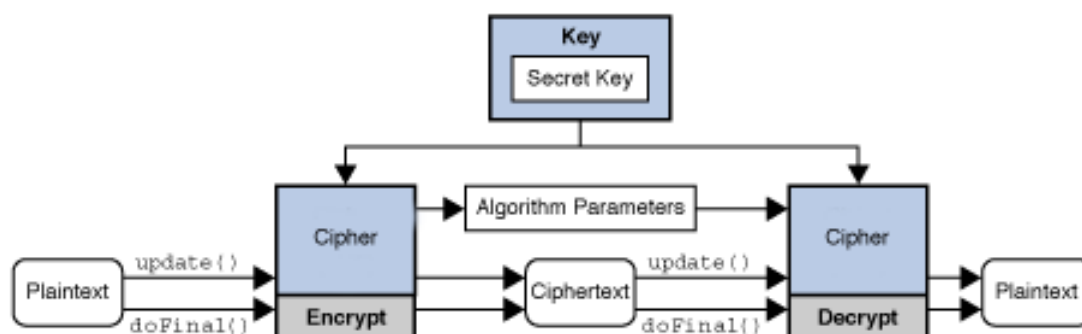 Key
Secret Key
Algorithm Parameters
Cipher
Cipher
update()
update()
Plaintext
Ciphertext
Plaintext
doFinal()
Encrypt
doFinal()
Decrypt